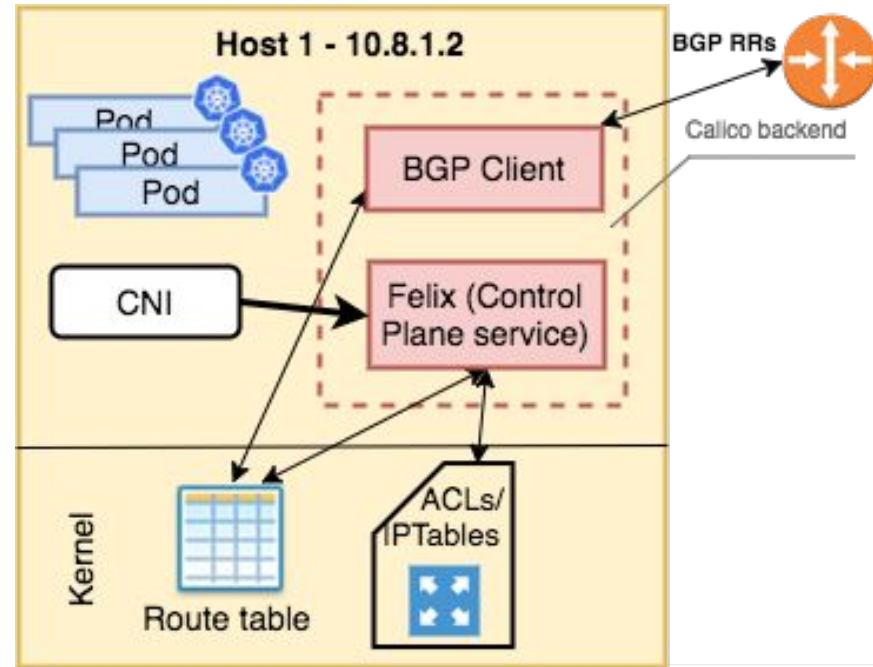 Host 1 - 10.8.1.2
BGP RRs
Calico backend
Pod
Pod
Pod
BGP Client
CNI
Felix (Control
Plane service)
Kernel
Route table
ACLs/
IPTables